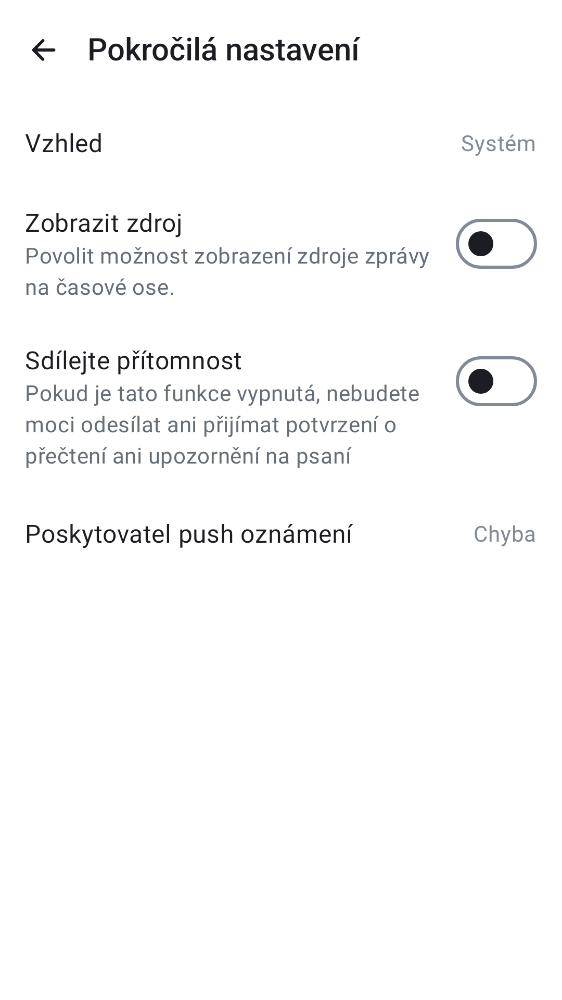 Pokročilá nastavení
Vzhled
Systém
Zobrazit zdroj
Povolit možnost zobrazení zdroje zprávy
na časové ose.
Sdílejte přítomnost
Pokud je tato funkce vypnutá, nebudete
moci odesílat ani přijímat potvrzení o
přečtení ani upozornění na psaní
Poskytovatel push oznámení
Chyba